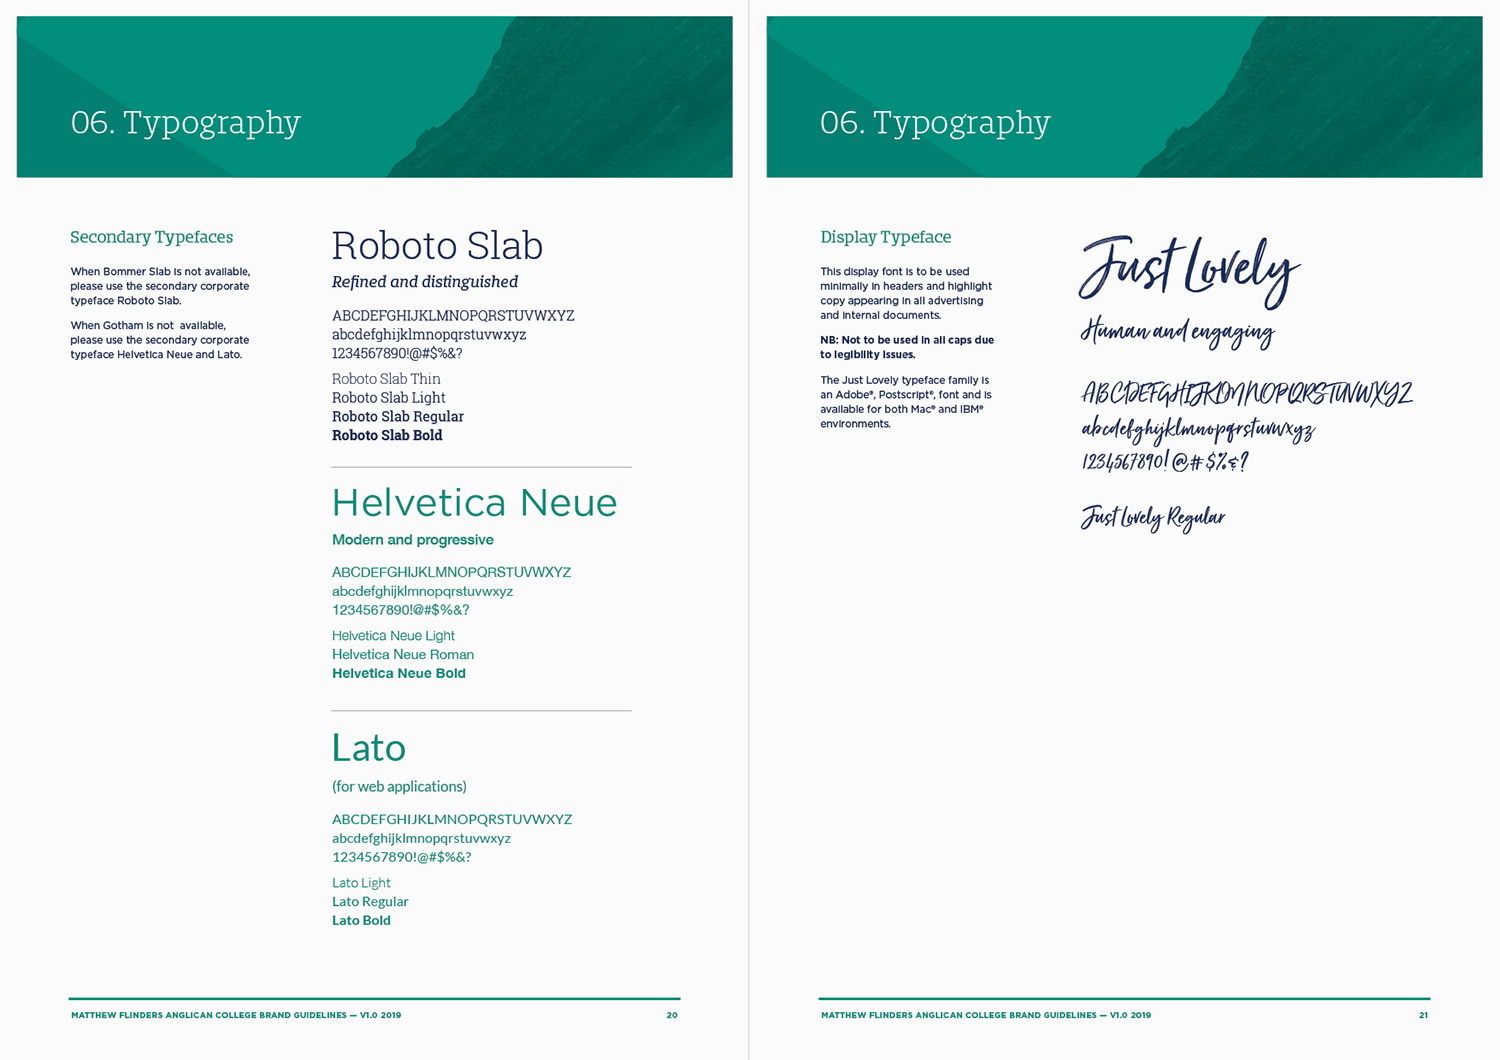 06. Typography
Secondary Typefaces
When Bommer Slab is not available,
please use the secondary corporate
typeface Roboto Slab.
When Gotham is not available,
please use the secondary corporate
typeface Helvetica Neue and Lato.
Roboto Slab
Refined and distinguished
ABCDEFGHIJKLMNOPQRSTUVWXYZ
abcdefghijklmnopqrstuvwxyz
1234567890!@#$%&?
Roboto Slab Thin
Roboto Slab Light
Roboto Slab Regular
Roboto Slab Bold
Helvetica Neue
Modern and progressive
ABCDEFGHIJKLMNOPQRSTUVWXYZ
abcdefghijklmnopqrstuvwxyz
1234567890!@#$%&?
Helvetica Neue Light
Helvetica Neue Roman
Helvetica Neue Bold
Lato
(for web applications)
ABCDEFGHIJKLMNOPQRSTUVWXYZ
abcdefghijklmnopqrstuvwxyz
1234567890!@#$%&?
Lato Light
Lato Regular
Lato Bold
MATTHEW FLINDERS ANGLICAN COLLEGE BRAND GUIDELINES — V1.0 2019
20
06. Typography
Display Typeface
This display font is to be used
minimally in headers and highlight
copy appearing in all advertising
and internal documents.
NB: Not to be used in all caps due
to legibility issues.
The Just Lovely typeface family is
an Adobe®, Postscript®, font and is
available for both Mac® and IBM®
environments.
Just Lovely
Human and engaging
ABCDEFGHIJKLMNOPQRSTUVWXYZ
abcdefghijklmnopqrstuvwxyz
1234567890!@#$%&?
Just Lovely Regular
MATTHEW FLINDERS ANGLICAN COLLEGE BRAND GUIDELINES — V1.0 2019
21